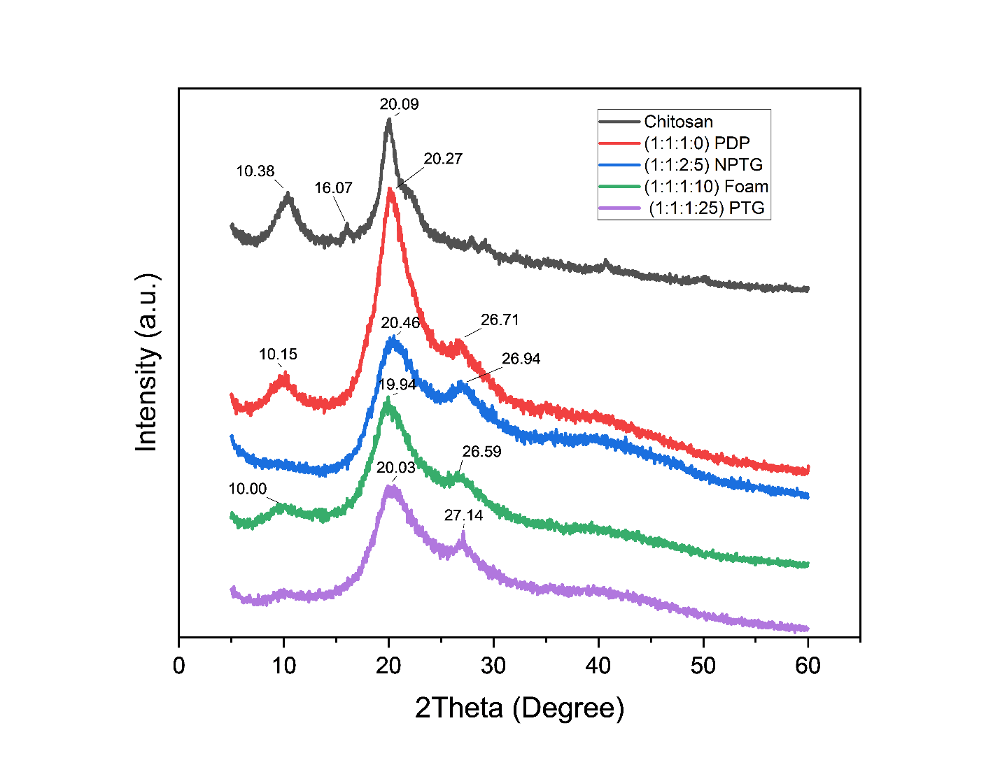 20.09
20.27
10.38
16.07
Chitosan
(1:1:1:0) PDP
(1:1:2:5) NPTG
(1:1:1:10) Foam
(1:1:1:25) PTG
20.46
26.71
10.15
26.94
19.94
26.59
20.03
10.00
27.14
Intensity (a.u.)
0 10 20 30 40 50 60
2Theta (Degree)